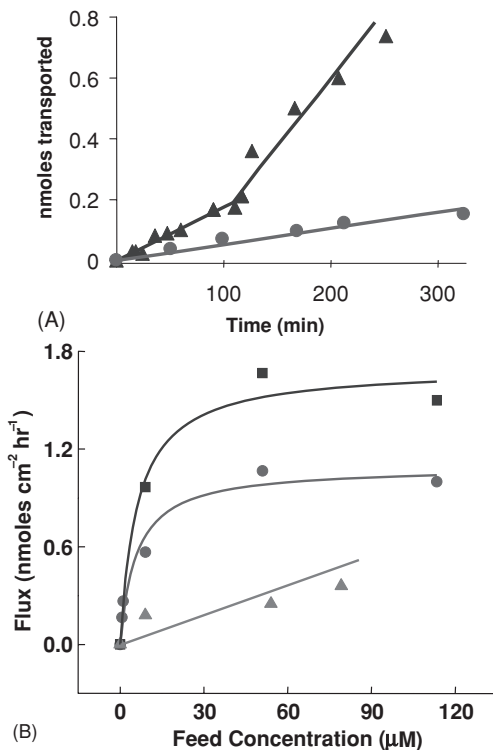 0.8
0.6
nmoles transported
0.4
0.2
0
100
200
300
(A)
Time (min)
1.8
1.2
Flux (nmoles cm⁻² hr⁻¹)
0.6
0.0
0
30
60
90
120
(B)
Feed Concentration (μM)